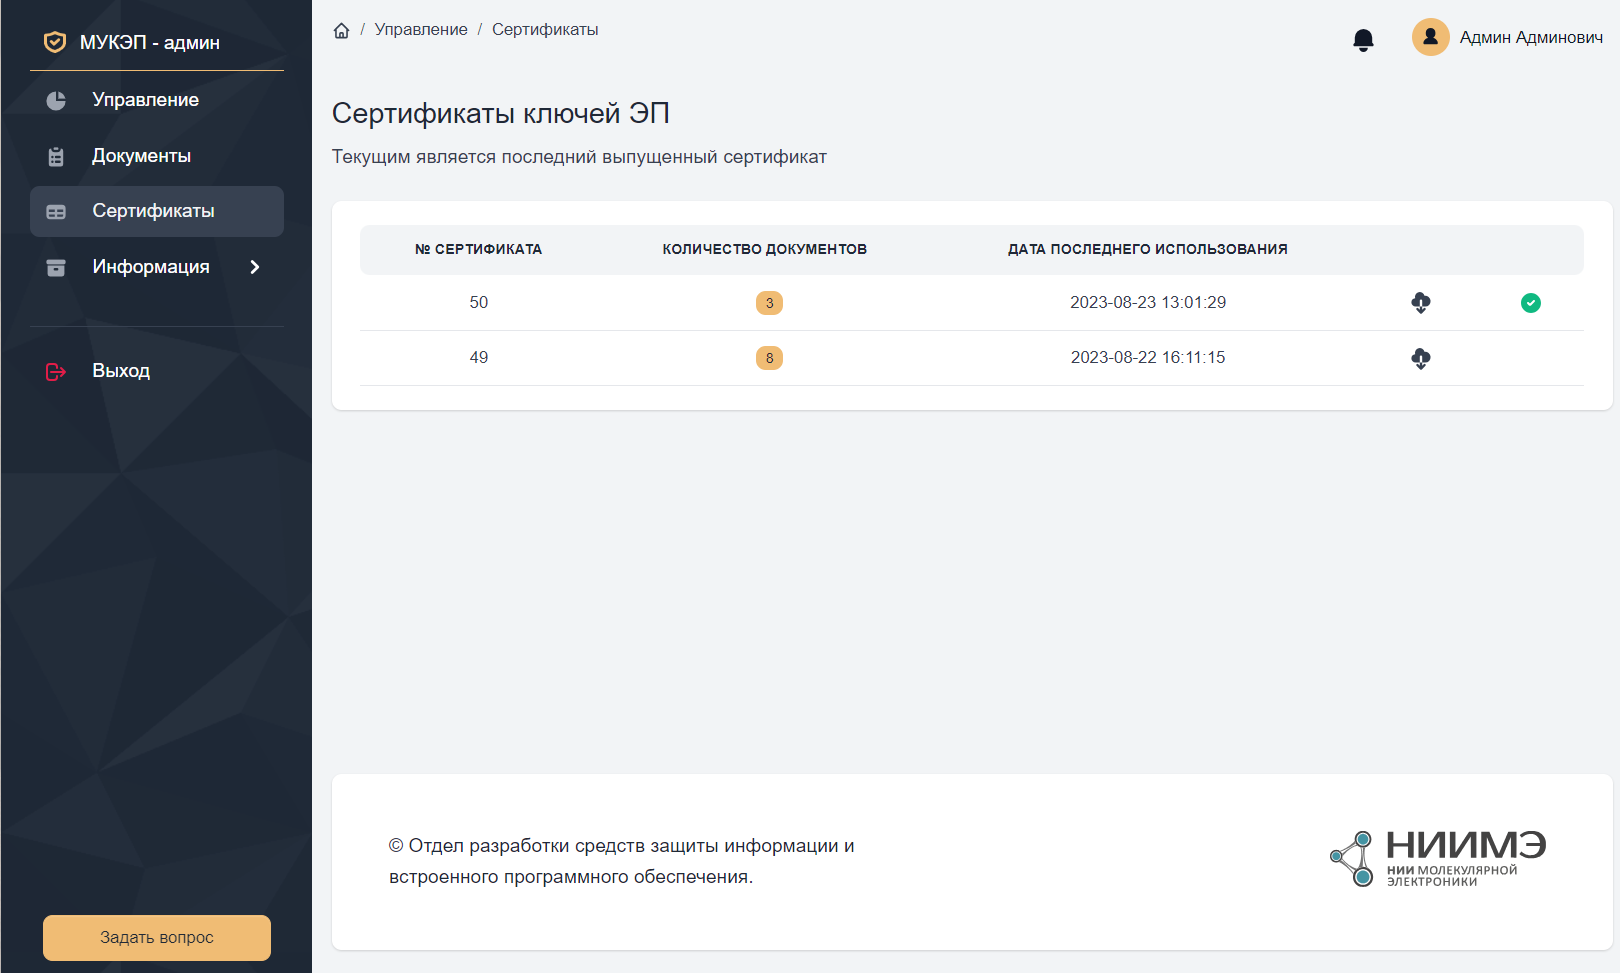 МУКЭП - админ
Управление
Документы
Сертификаты
Информация
Выход
Задать вопрос
/ Управление / Сертификаты
Админ Админович
Сертификаты ключей ЭП
Текущим является последний выпущенный сертификат
№ СЕРТИФИКАТА КОЛИЧЕСТВО ДОКУМЕНТОВ ДАТА ПОСЛЕДНЕГО ИСПОЛЬЗОВАНИЯ
50 3 2023-08-23 13:01:29
49 8 2023-08-22 16:11:15
© Отдел разработки средств защиты информации и
встроенного программного обеспечения.
НИИМЭ
НИИ МОЛЕКУЛЯРНОЙ
ЭЛЕКТРОНИКИ